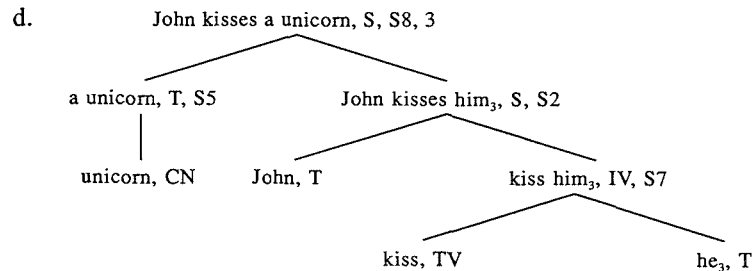 d. John kisses a unicorn, S, S8, 3
a unicorn, T, S5 John kisses him₃, S, S2
unicorn, CN John, T kiss him₃, IV, S7
kiss, TV he₃, T